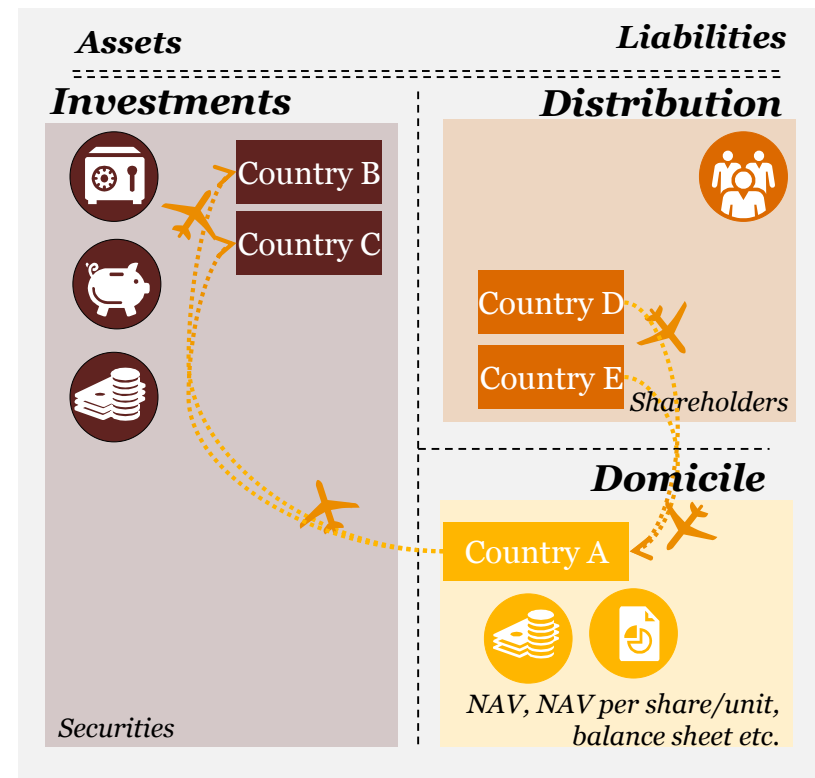 Assets
Liabilities
Investments
Distribution
Country B
Country C
Country D
Country E
Shareholders
Domicile
Country A
NAV, NAV per share/unit,
balance sheet etc.
Securities